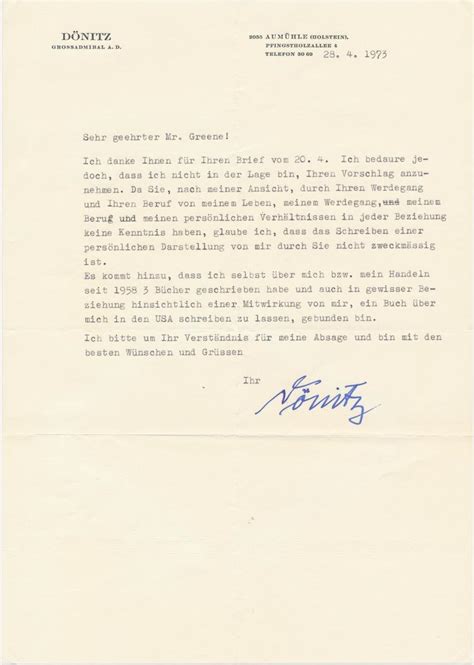 DÖNITZ
GROSSADMIRAL A. D.
2055 AUMÜHLE (HOLSTEIN),
PFINGSTHOLZALLEE 4
TELEFON 30 69
28. 4. 1973
Sehr geehrter Mr. Greene!
Ich danke Ihnen für Ihren Brief vom 20. 4. Ich bedaure je-
doch, dass ich nicht in der Lage bin, Ihren Vorschlag anzu-
nehmen. Da Sie, nach meiner Ansicht, durch Ihren Werdegang
und Ihren Beruf von meinem Leben, meinem Werdegang, und meinem
Beruf und meinen persönlichen Verhältnissen in jeder Beziehung
keine Kenntnis haben, glaube ich, dass das Schreiben einer
persönlichen Darstellung von mir durch Sie nicht zweckmässig
ist.
Es kommt hinzu, dass ich selbst über mich bzw. mein Handeln
seit 1958 3 Bücher geschrieben habe und auch in gewisser Be-
ziehung hinsichtlich einer Mitwirkung von mir, ein Buch über
mich in den USA schreiben zu lassen, gebunden bin.
Ich bitte um Ihr Verständnis für meine Absage und bin mit den
besten Wünschen und Grüssen
Ihr
Dönitz